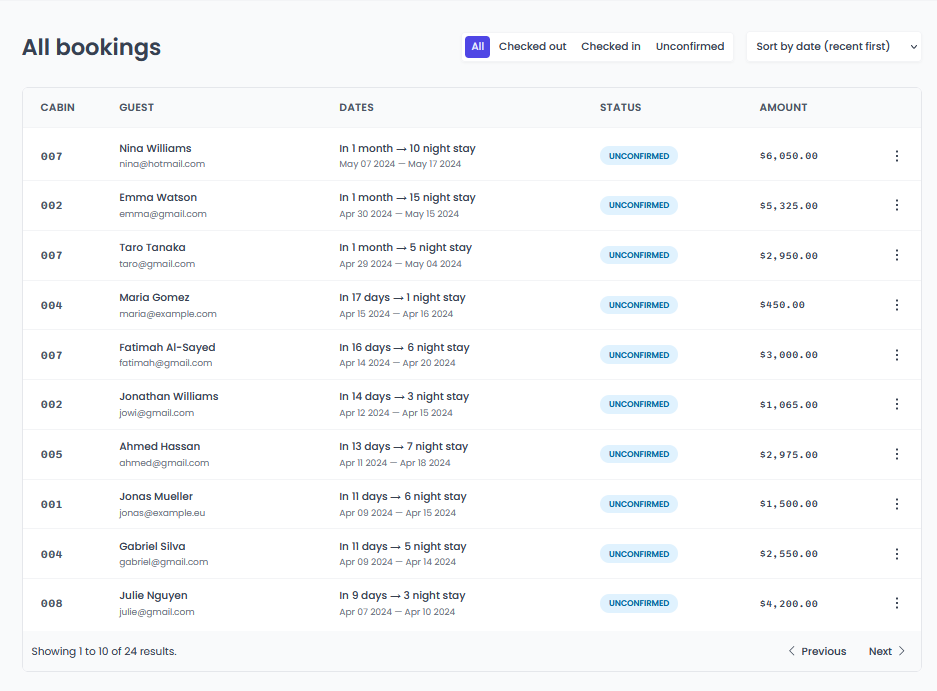 All bookings
All Checked out Checked in Unconfirmed Sort by date (recent first)
CABIN GUEST DATES STATUS AMOUNT
007 Nina Williams In 1 month → 10 night stay UNCONFIRMED $6,050.00
nina@hotmail.com May 07 2024 — May 17 2024
002 Emma Watson In 1 month → 15 night stay UNCONFIRMED $5,325.00
emma@gmail.com Apr 30 2024 — May 15 2024
007 Taro Tanaka In 1 month → 5 night stay UNCONFIRMED $2,950.00
taro@gmail.com Apr 29 2024 — May 04 2024
004 Maria Gomez In 17 days → 1 night stay UNCONFIRMED $450.00
maria@example.com Apr 15 2024 — Apr 16 2024
007 Fatimah Al-Sayed In 16 days → 6 night stay UNCONFIRMED $3,000.00
fatimah@gmail.com Apr 14 2024 — Apr 20 2024
002 Jonathan Williams In 14 days → 3 night stay UNCONFIRMED $1,065.00
jowi@gmail.com Apr 12 2024 — Apr 15 2024
005 Ahmed Hassan In 13 days → 7 night stay UNCONFIRMED $2,975.00
ahmed@gmail.com Apr 11 2024 — Apr 18 2024
001 Jonas Mueller In 11 days → 6 night stay UNCONFIRMED $1,500.00
jonas@example.eu Apr 09 2024 — Apr 15 2024
004 Gabriel Silva In 11 days → 5 night stay UNCONFIRMED $2,550.00
gabriel@gmail.com Apr 09 2024 — Apr 14 2024
008 Julie Nguyen In 9 days → 3 night stay UNCONFIRMED $4,200.00
julie@gmail.com Apr 07 2024 — Apr 10 2024
Showing 1 to 10 of 24 results. Previous Next